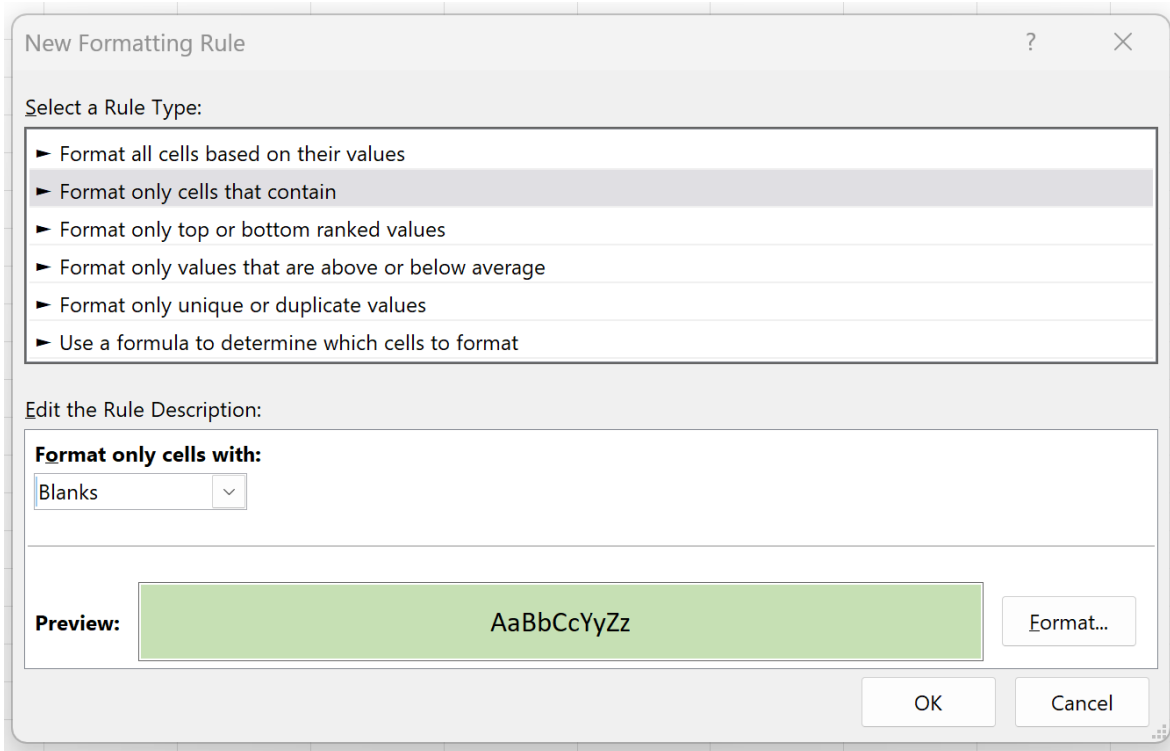 New Formatting Rule ?
Select a Rule Type:
► Format all cells based on their values
► Format only cells that contain
► Format only top or bottom ranked values
► Format only values that are above or below average
► Format only unique or duplicate values
► Use a formula to determine which cells to format
Edit the Rule Description:
Format only cells with:
Blanks
Preview: AaBbCcYyZz Format...
OK Cancel